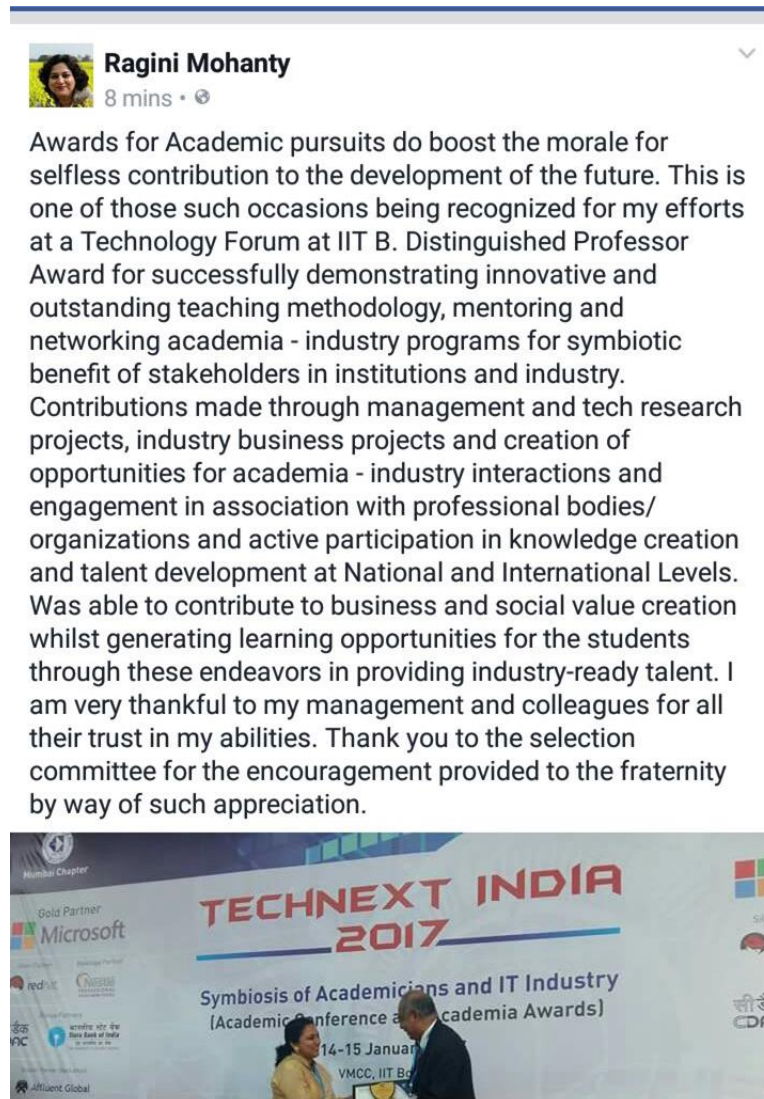 Ragini Mohanty
8 mins •
Awards for Academic pursuits do boost the morale for
selfless contribution to the development of the future. This is
one of those such occasions being recognized for my efforts
at a Technology Forum at IIT B. Distinguished Professor
Award for successfully demonstrating innovative and
outstanding teaching methodology, mentoring and
networking academia - industry programs for symbiotic
benefit of stakeholders in institutions and industry.
Contributions made through management and tech research
projects, industry business projects and creation of
opportunities for academia - industry interactions and
engagement in association with professional bodies/
organizations and active participation in knowledge creation
and talent development at National and International Levels.
Was able to contribute to business and social value creation
whilst generating learning opportunities for the students
through these endeavors in providing industry-ready talent. I
am very thankful to my management and colleagues for all
their trust in my abilities. Thank you to the selection
committee for the encouragement provided to the fraternity
by way of such appreciation.
Mumbai Chapter
Gold Partner
Microsoft
redhat
Nestle
भारतीय स्टेट बैंक
State Bank of India
Affluent Global
TECHNEXT INDIA
2017
Symbiosis of Academicians and IT Industry
(Academic
Academia Awards)
14-15
VMCC, IIT